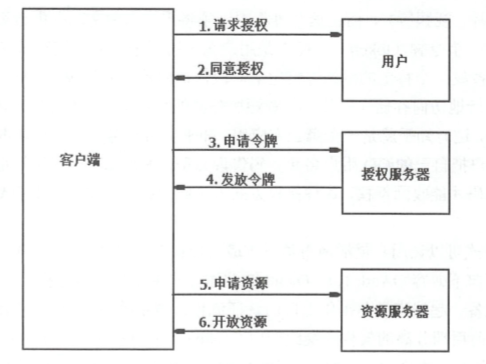 1.请求授权
用户
2.同意授权
客户端
3.申请令牌
授权服务器
4.发放令牌
5.申请资源
资源服务器
6.开放资源